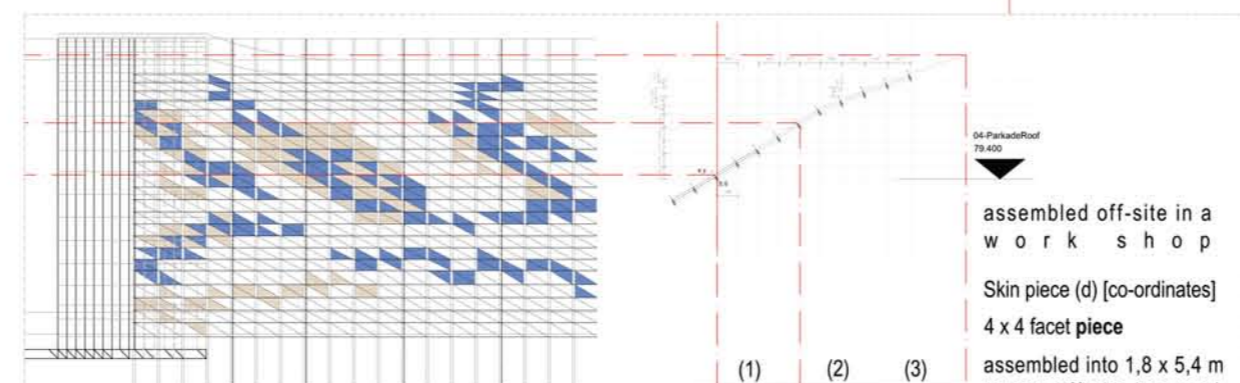 04-ParkadeRoof
79.400
assembled off-site in a
work shop
Skin piece (d) [co-ordinates]
4 x 4 facet piece
assembled into 1,8 x 5,4 m
(1) (2) (3)